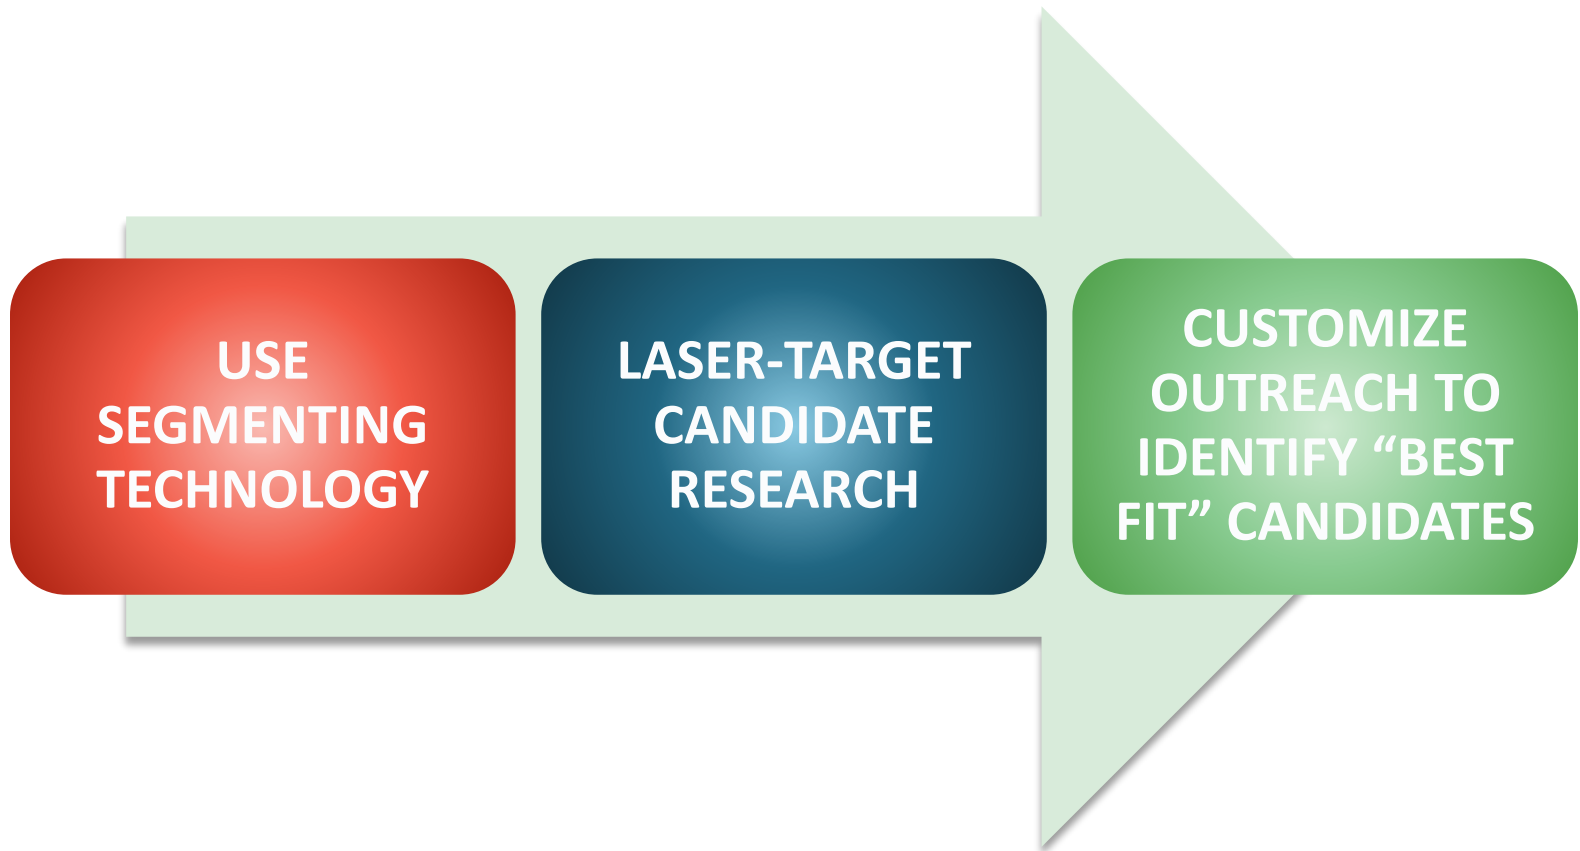 USE
SEGMENTING
TECHNOLOGY
LASER-TARGET
CANDIDATE
RESEARCH
CUSTOMIZE
OUTREACH TO
IDENTIFY “BEST
FIT” CANDIDATES